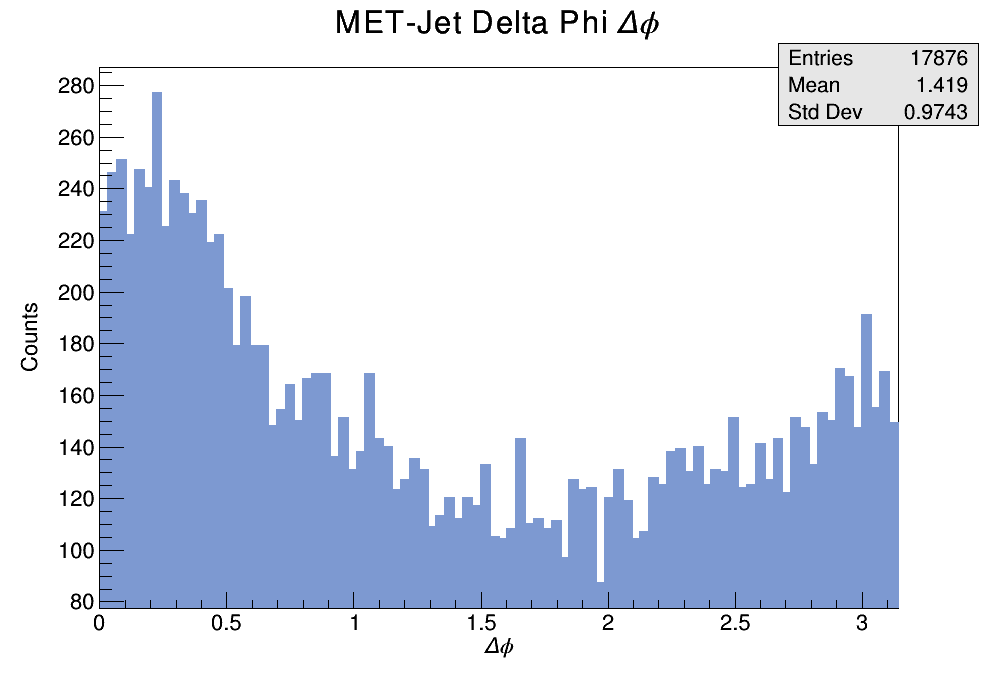 MET-Jet Delta Phi Δϕ
Entries 17876
Mean 1.419
Std Dev 0.9743
280
260
240
220
200
180
160
140
120
100
80
Counts
0 0.5 1 1.5 2 2.5 3
Δϕ